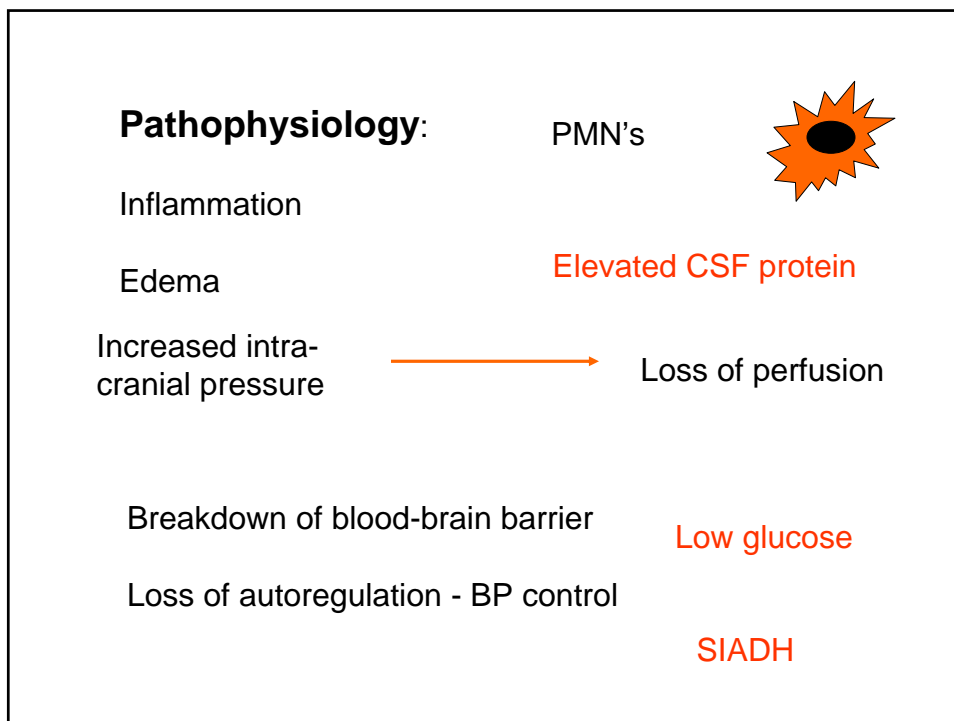 Pathophysiology:
PMN's
Inflammation
Elevated CSF protein
Edema
Increased intra-
cranial pressure
Loss of perfusion
Breakdown of blood-brain barrier
Low glucose
Loss of autoregulation - BP control
SIADH